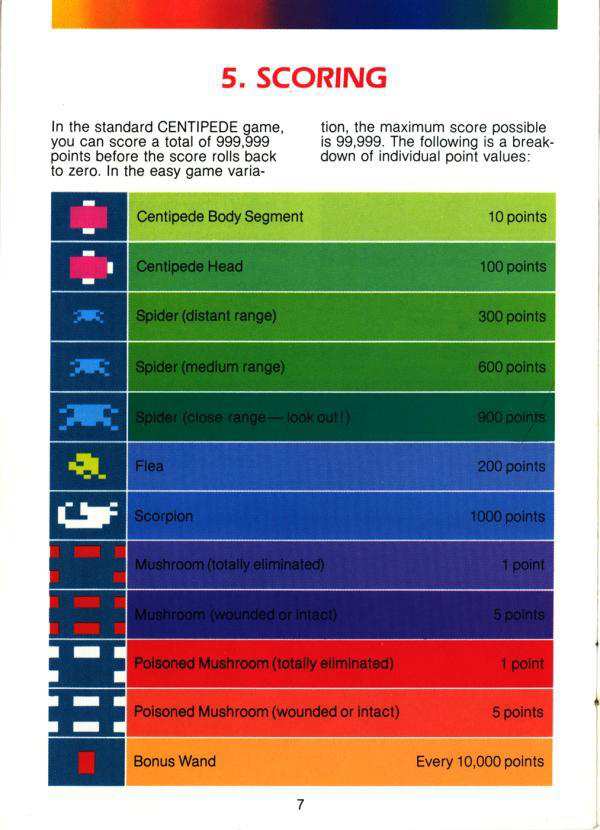 5. SCORING
In the standard CENTIPEDE game,
you can score a total of 999,999
points before the score rolls back
to zero. In the easy game varia-
tion, the maximum score possible
is 99,999. The following is a break-
down of individual point values:
Centipede Body Segment 10 points
Centipede Head 100 points
Spider (distant range) 300 points
Spider (medium range) 600 points
Spider (close range—look out!) 900 points
Flea 200 points
Scorpion 1000 points
Mushroom (totally eliminated) 1 point
Mushroom (wounded or intact) 5 points
Poisoned Mushroom (totally eliminated) 1 point
Poisoned Mushroom (wounded or intact) 5 points
Bonus Wand Every 10,000 points
7